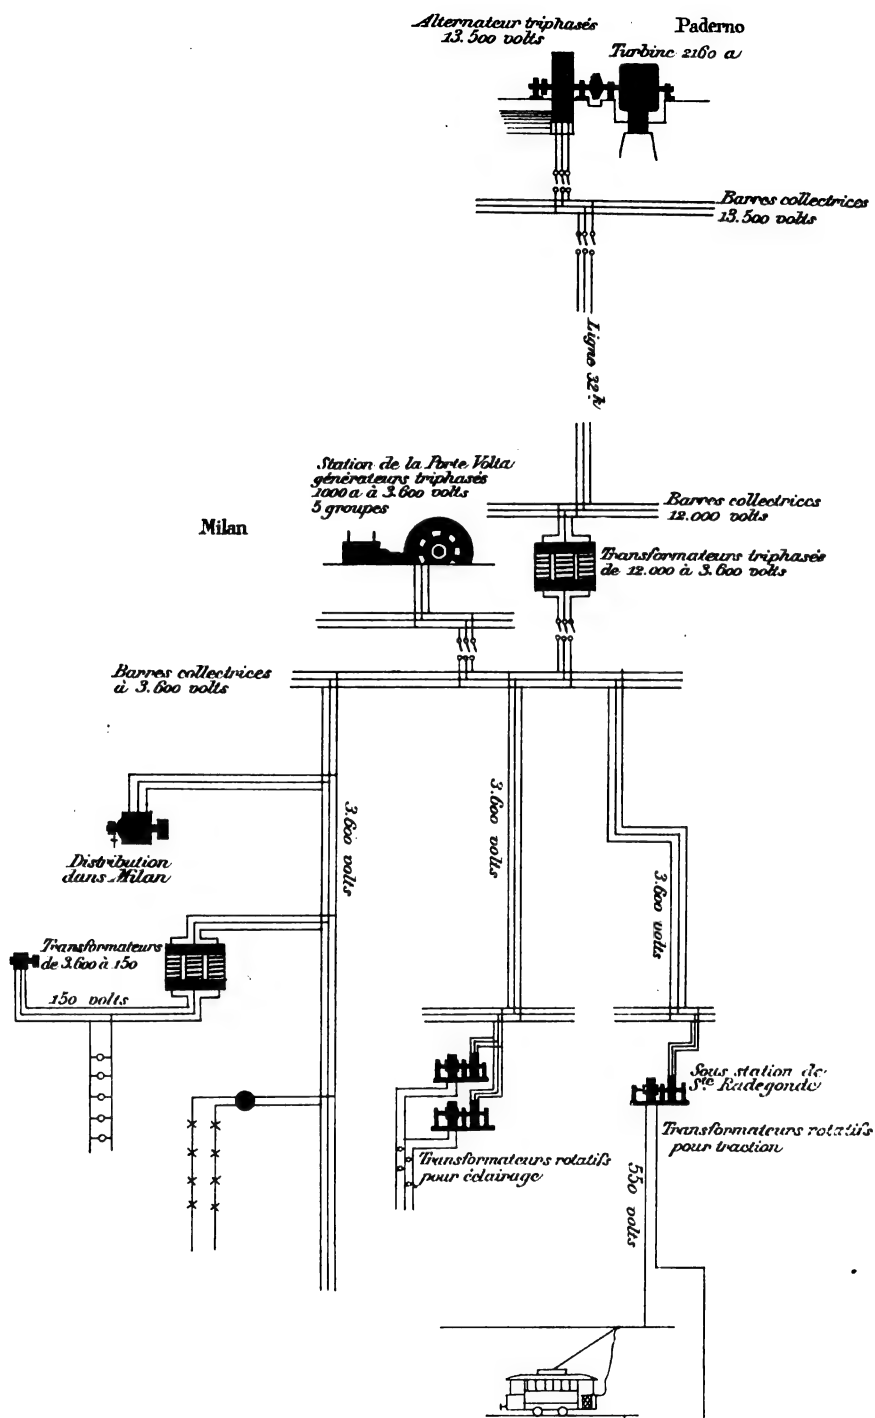 Alternateur triphasés
13.500 volts
Paderno
Turbine 2160 a
Barres collectrices
13.500 volts
Ligne 32 k
Station de la Porte Volta
générateurs triphasés
1000 a à 3.600 volts
5 groupes
Milan
Barres collectrices
12.000 volts
Transformateurs triphasés
de 12.000 à 3.600 volts
Barres collectrices
à 3.600 volts
3.600 volts
3.600 volts
3.600 volts
Distribution
dans Milan
Transformateurs
de 3.600 à 150
150 volts
Sous station de
Ste Radegonde
Transformateurs rotatifs
pour traction
Transformateurs rotatifs
pour éclairage
550 volts